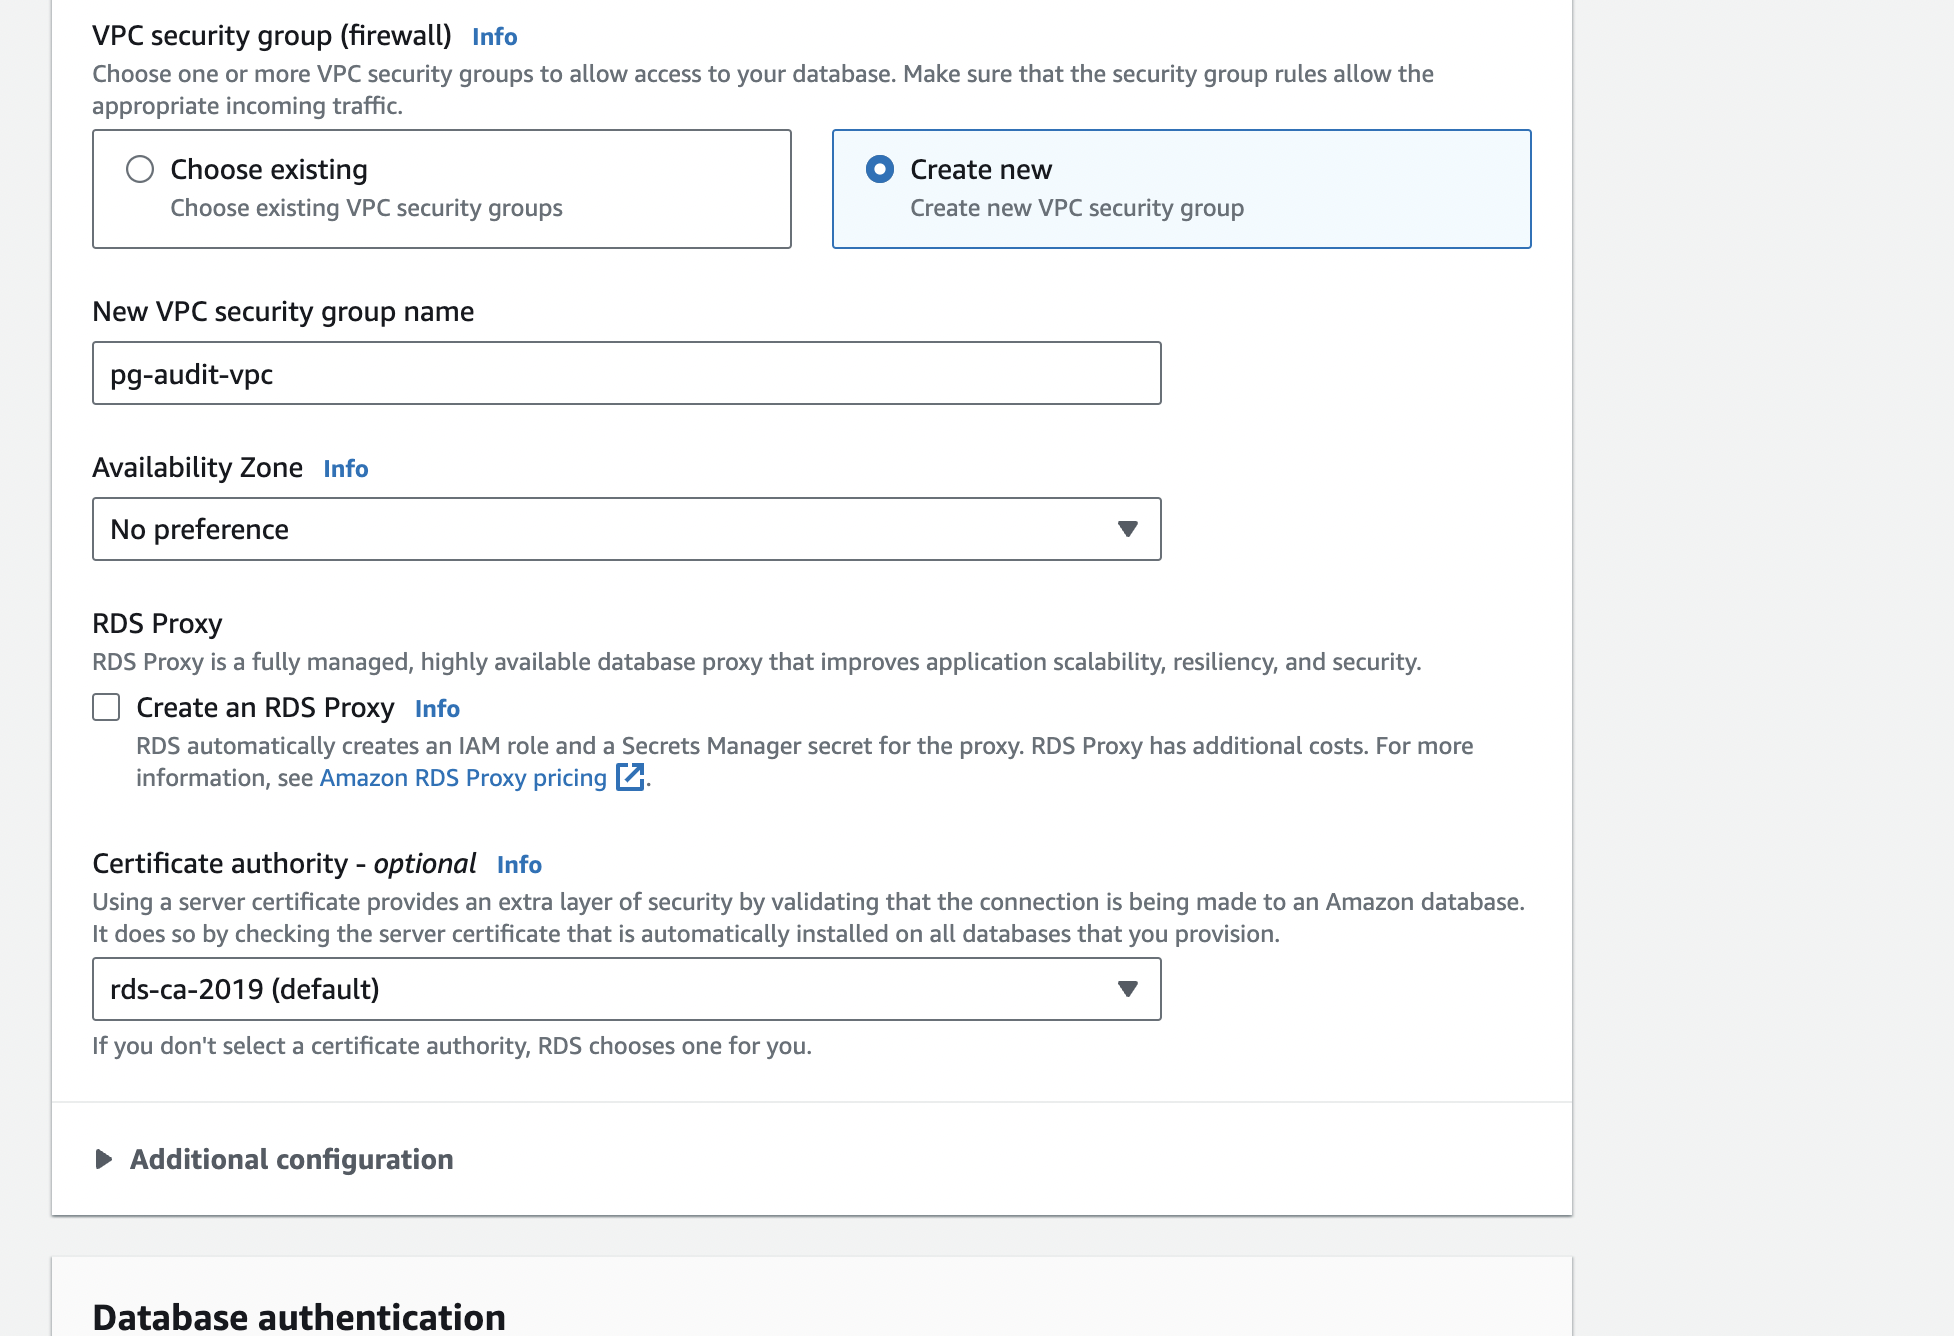 VPC security group (firewall) Info
Choose one or more VPC security groups to allow access to your database. Make sure that the security group rules allow the
appropriate incoming traffic.
Choose existing
Choose existing VPC security groups
Create new
Create new VPC security group
New VPC security group name
pg-audit-vpc
Availability Zone Info
No preference
RDS Proxy
RDS Proxy is a fully managed, highly available database proxy that improves application scalability, resiliency, and security.
Create an RDS Proxy Info
RDS automatically creates an IAM role and a Secrets Manager secret for the proxy. RDS Proxy has additional costs. For more
information, see Amazon RDS Proxy pricing .
Certificate authority - optional Info
Using a server certificate provides an extra layer of security by validating that the connection is being made to an Amazon database.
It does so by checking the server certificate that is automatically installed on all databases that you provision.
rds-ca-2019 (default)
If you don't select a certificate authority, RDS chooses one for you.
Additional configuration
Database authentication